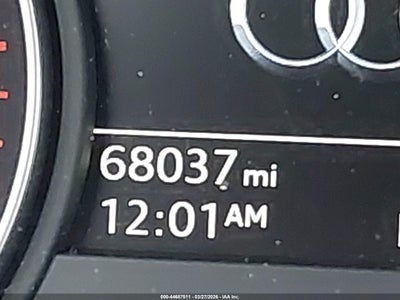 68037 mi
12:01 AM
000-44687511 - 03/27/2026 - IAA Inc.